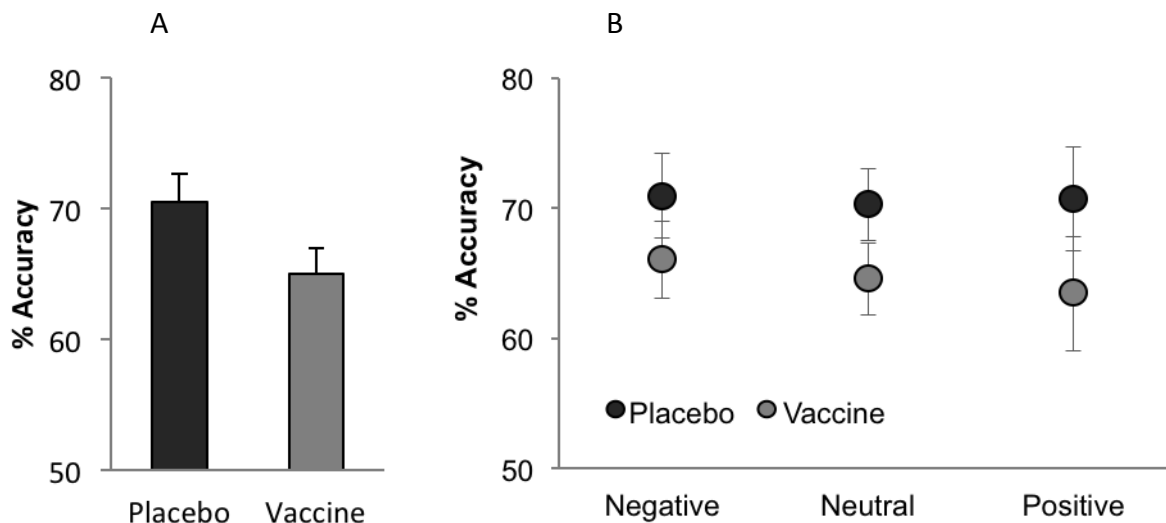 A
80
70
60
50
% Accuracy
Placebo Vaccine
B
80
70
60
50
% Accuracy
Placebo Vaccine
Negative Neutral Positive